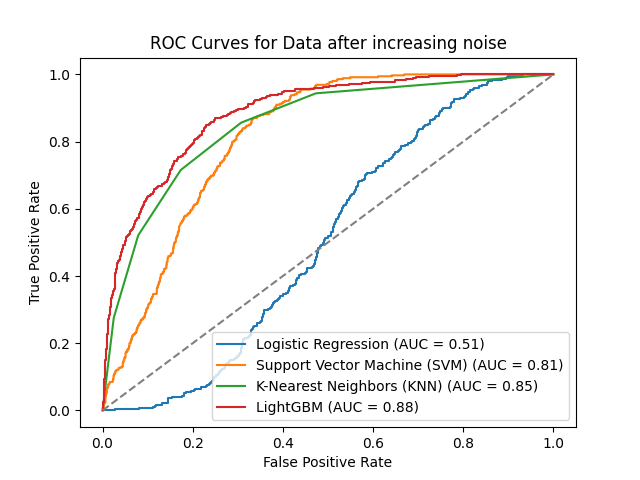 ROC Curves for Data after increasing noise
True Positive Rate
1.0
0.8
0.6
0.4
0.2
0.0
Logistic Regression (AUC = 0.51)
Support Vector Machine (SVM) (AUC = 0.81)
K-Nearest Neighbors (KNN) (AUC = 0.85)
LightGBM (AUC = 0.88)
0.0 0.2 0.4 0.6 0.8 1.0
False Positive Rate